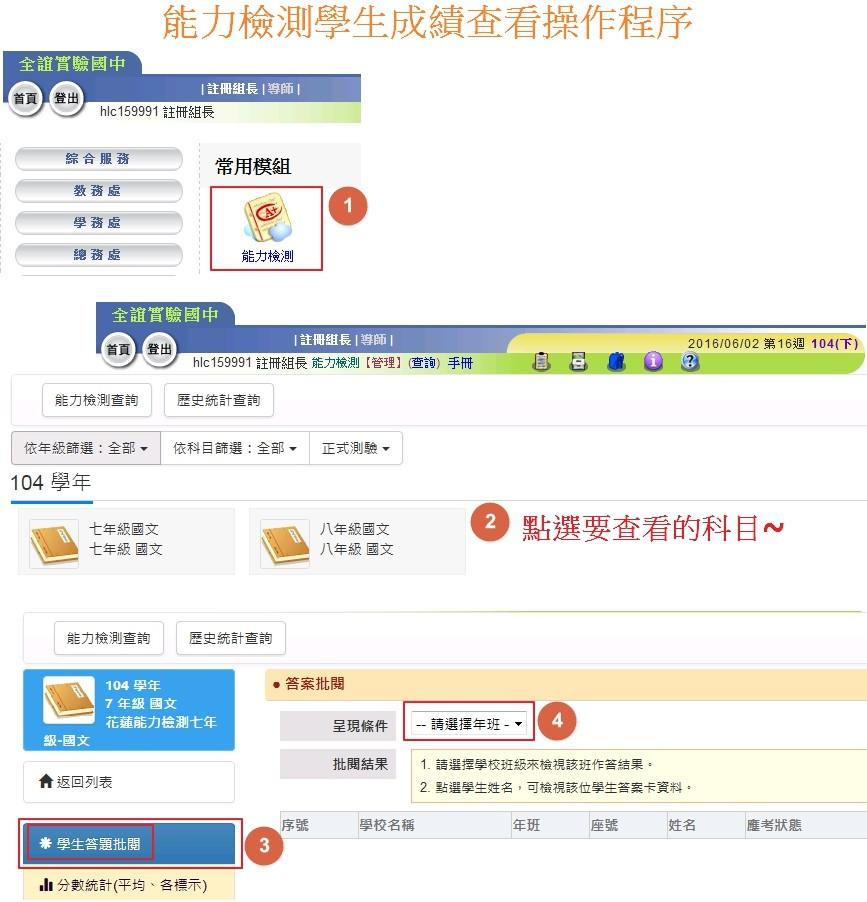 能力檢測學生成績查看操作程序
全誼實驗國中
首頁 登出
| 註冊組長 | 導師 |
hlc159991 註冊組長
綜合服務
教務處
學務處
總務處
常用模組
A+
能力檢測
1
全誼實驗國中
首頁 登出
| 註冊組長 | 導師 |
2016/06/02 第16週 104(下)
hlc159991 註冊組長 能力檢測【管理】(查詢) 手冊
能力檢測查詢 歷史統計查詢
依年級篩選:全部 依科目篩選:全部 正式測驗
104 學年
七年級國文
七年級 國文
八年級國文
八年級 國文
2 點選要查看的科目~
能力檢測查詢 歷史統計查詢
104 學年
7 年級 國文
花蓮能力檢測七年
級-國文
返回列表
學生答題批閱
3
分數統計(平均、各標示)
答案批閱
呈現條件 -- 請選擇年班 - 4
批閱結果
1. 請選擇學校班級來檢視該班作答結果。
2. 點選學生姓名,可檢視該位學生答案卡資料。
序號 學校名稱 年班 座號 姓名 應考狀態